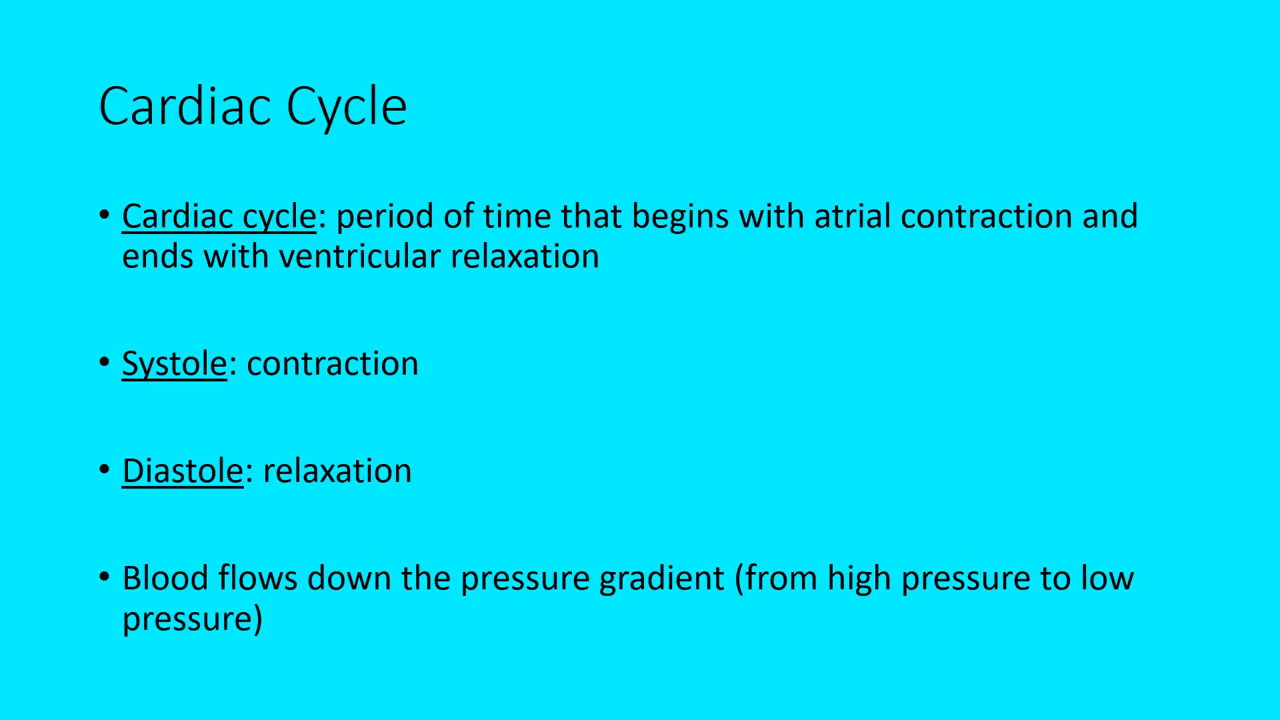 Cardiac Cycle
• Cardiac cycle: period of time that begins with atrial contraction and
ends with ventricular relaxation
• Systole: contraction
• Diastole: relaxation
• Blood flows down the pressure gradient (from high pressure to low
pressure)